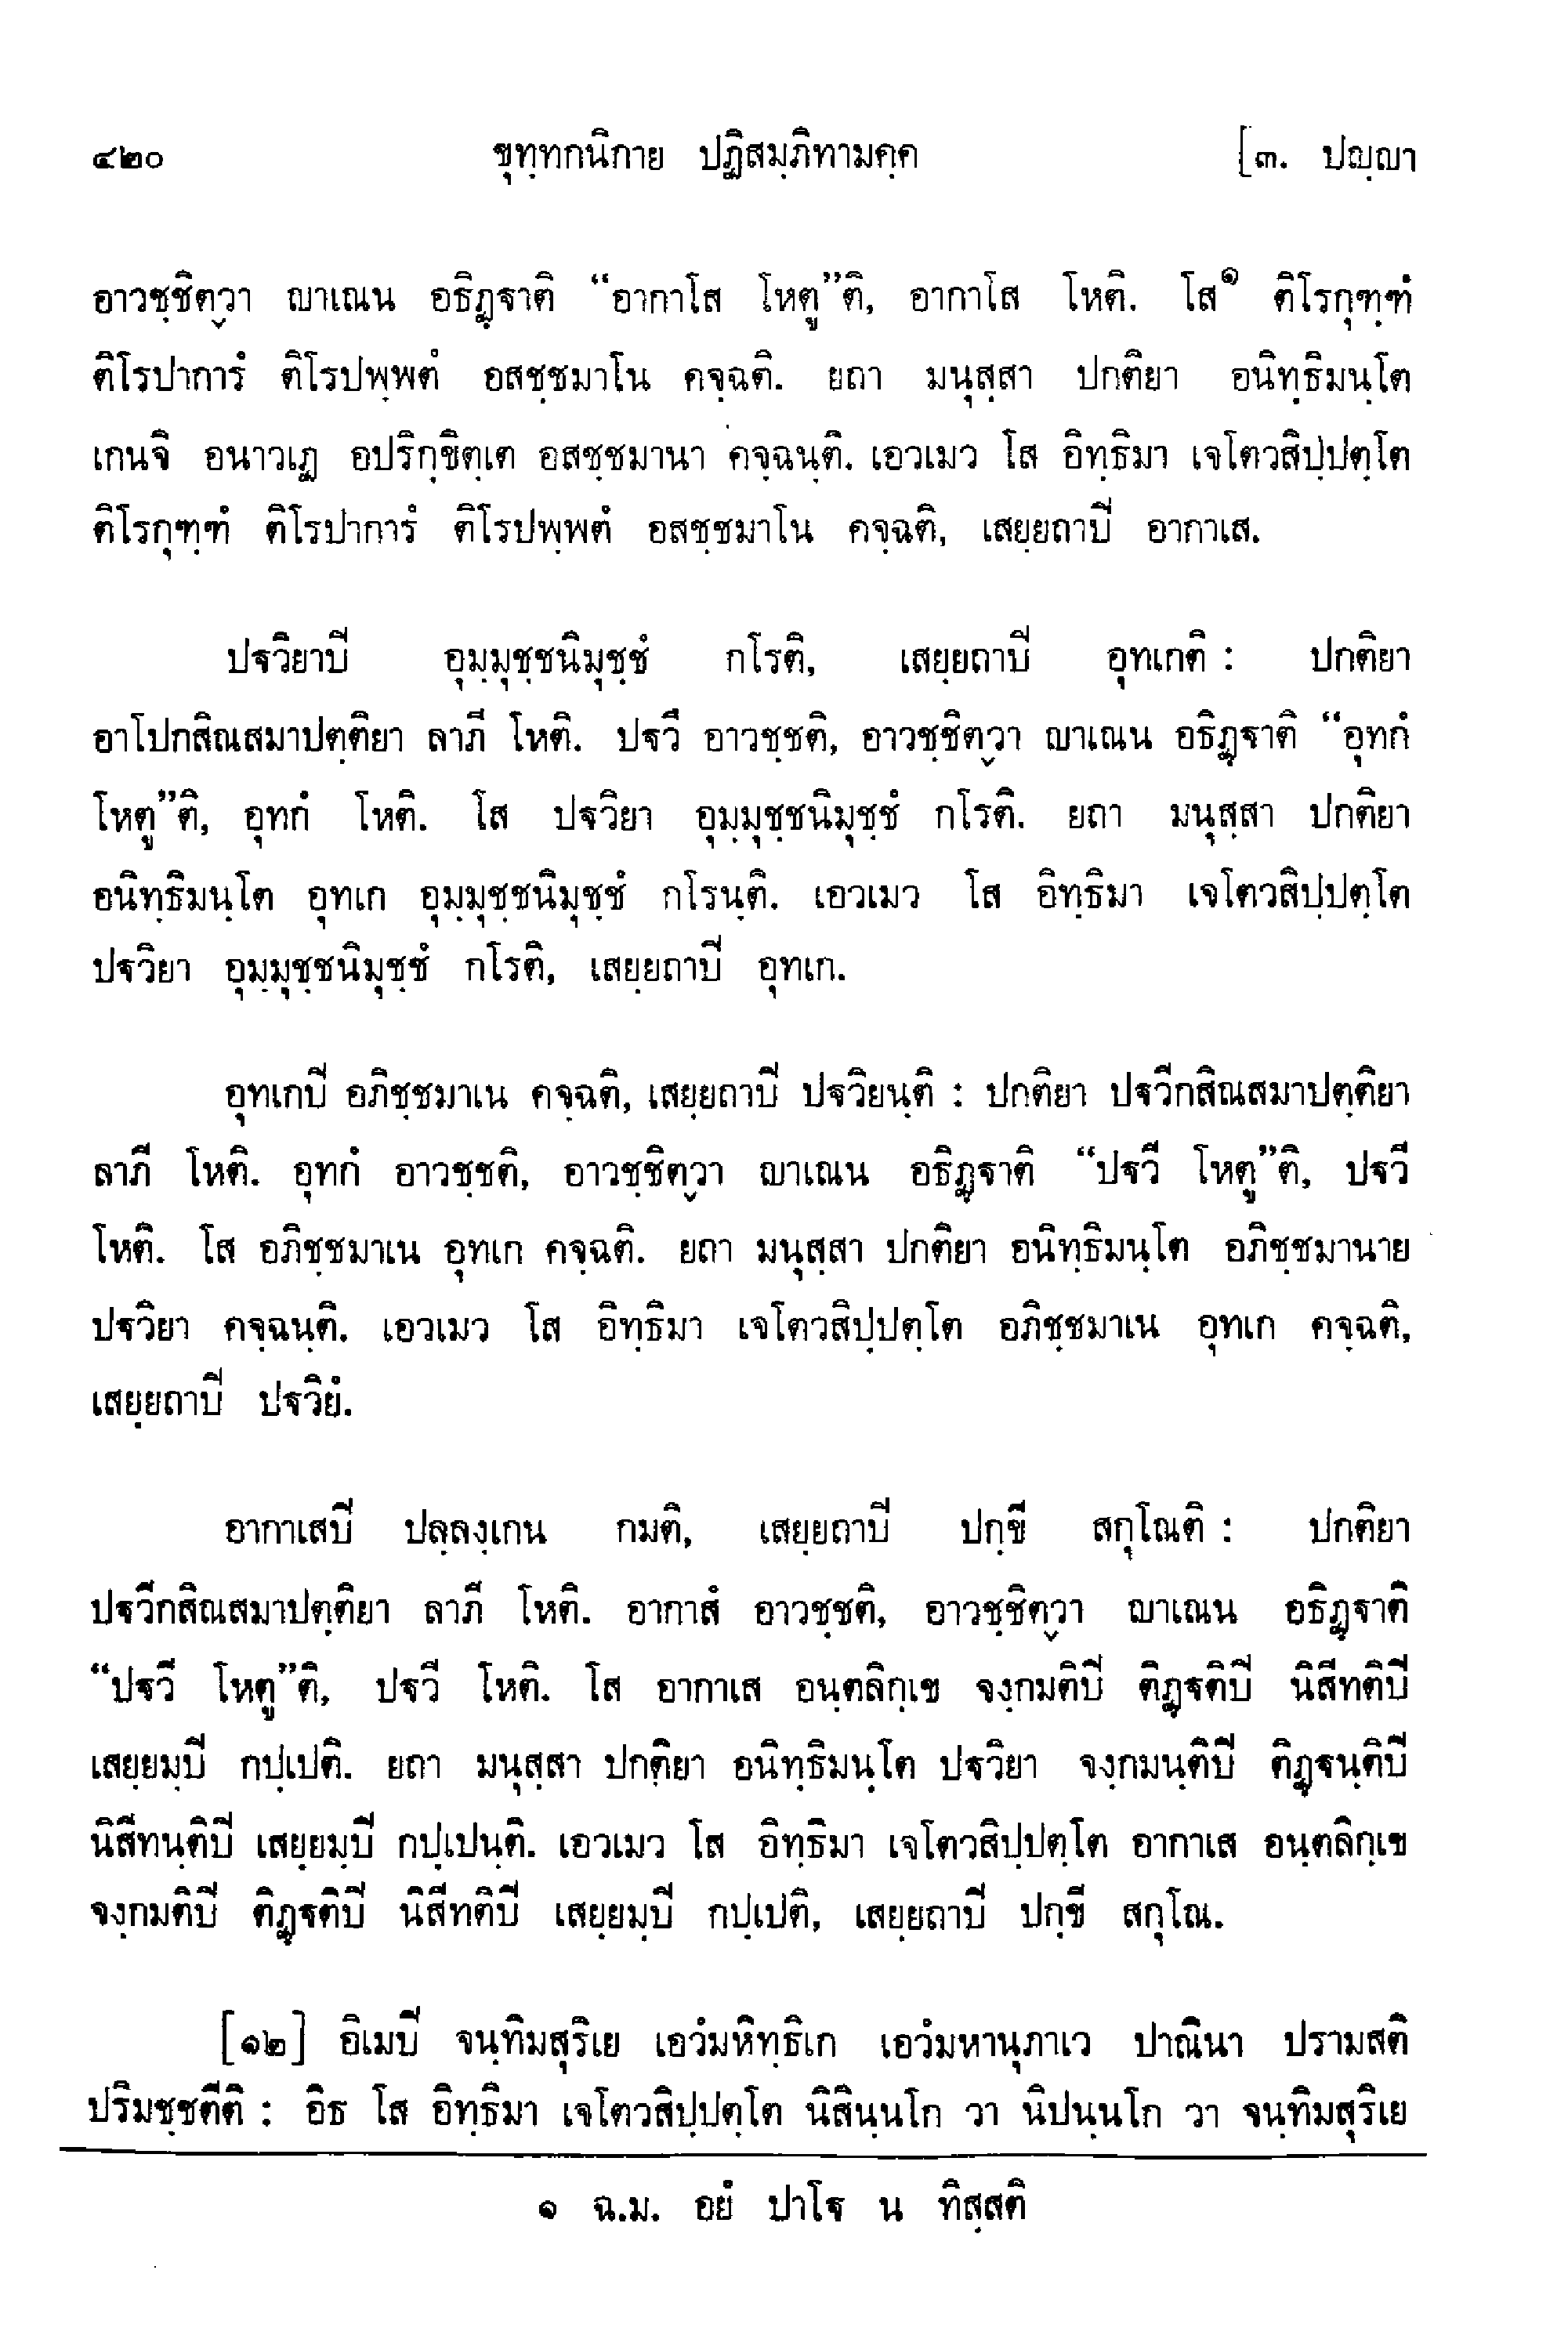 ๔๒๐ ขุทฺทกนิกาย ปฏิสมฺภิทามคฺค [๓. ปญฺญา
อาวชฺชิตฺวา ญาเณน อธิฏฺฐาติ “อากาโส โหตู”ติ, อากาโส โหติ. โส๑ ติโรกุฑฺฑํ
ติโรปาการํ ติโรปพฺพตํ อสชฺชมาโน คจฺฉติ. ยถา มนุสฺสา ปกติยา อนิทฺธิมนฺโต
เกนจิ อนาวเฏ อปริกฺขิตฺเต อสชฺชมานา คจฺฉนฺติ. เอวเมว โส อิทฺธิมา เจโตวสิปฺปตฺโต
ติโรกุฑฺฑํ ติโรปาการํ ติโรปพฺพตํ อสชฺชมาโน คจฺฉติ, เสยฺยถาปี อากาเส.
ปฐวิยาปี อุมฺมุชฺชนิมุชฺชํ กโรติ, เสยฺยถาปี อุทเกติ : ปกติยา
อาโปกสิณสมาปตฺติยา ลาภี โหติ. ปฐวึ อาวชฺชติ, อาวชฺชิตฺวา ญาเณน อธิฏฺฐาติ “อุทกํ
โหตู”ติ, อุทกํ โหติ. โส ปฐวิยา อุมฺมุชฺชนิมุชฺชํ กโรติ. ยถา มนุสฺสา ปกติยา
อนิทฺธิมนฺโต อุทเก อุมฺมุชฺชนิมุชฺชํ กโรนฺติ. เอวเมว โส อิทฺธิมา เจโตวสิปฺปตฺโต
ปฐวิยา อุมฺมุชฺชนิมุชฺชํ กโรติ, เสยฺยถาปี อุทเก.
อุทเกปี อภิชฺชมาเน คจฺฉติ, เสยฺยถาปี ปฐวิยนฺติ : ปกติยา ปฐวีกสิณสมาปตฺติยา
ลาภี โหติ. อุทกํ อาวชฺชติ, อาวชฺชิตฺวา ญาเณน อธิฏฺฐาติ “ปฐวี โหตู”ติ, ปฐวี
โหติ. โส อภิชฺชมาเน อุทเก คจฺฉติ. ยถา มนุสฺสา ปกติยา อนิทฺธิมนฺโต อภิชฺชมานาย
ปฐวิยา คจฺฉนฺติ. เอวเมว โส อิทฺธิมา เจโตวสิปฺปตฺโต อภิชฺชมาเน อุทเก คจฺฉติ,
เสยฺยถาปี ปฐวิยํ.
อากาเสปี ปลฺลงฺเกน กมติ, เสยฺยถาปี ปกฺขี สกุโณติ : ปกติยา
ปฐวีกสิณสมาปตฺติยา ลาภี โหติ. อากาสํ อาวชฺชติ, อาวชฺชิตฺวา ญาเณน อธิฏฺฐาติ
“ปฐวี โหตู”ติ, ปฐวี โหติ. โส อากาเส อนฺตลิกฺเข จงฺกมติปี ติฏฺฐติปี นิสีทติปี
เสยฺยมฺปี กปฺเปติ. ยถา มนุสฺสา ปกติยา อนิทฺธิมนฺโต ปฐวิยา จงฺกมนฺติปี ติฏฺฐนฺติปี
นิสีทนฺติปี เสยฺยมฺปี กปฺเปนฺติ. เอวเมว โส อิทฺธิมา เจโตวสิปฺปตฺโต อากาเส อนฺตลิกฺเข
จงฺกมติปี ติฏฺฐติปี นิสีทติปี เสยฺยมฺปี กปฺเปติ, เสยฺยถาปี ปกฺขี สกุโณ.
[๑๒] อิเมปี จนฺทิมสุริเย เอวํมหิทฺธิเก เอวํมหานุภาเว ปาณินา ปรามสติ
ปริมชฺชตีติ : อิธ โส อิทฺธิมา เจโตวสิปฺปตฺโต นิสินฺนโก วา นิปนฺนโก วา จนฺทิมสุริเย
๑ ฉ.ม. อยํ ปาโฐ น ทิสฺสติ